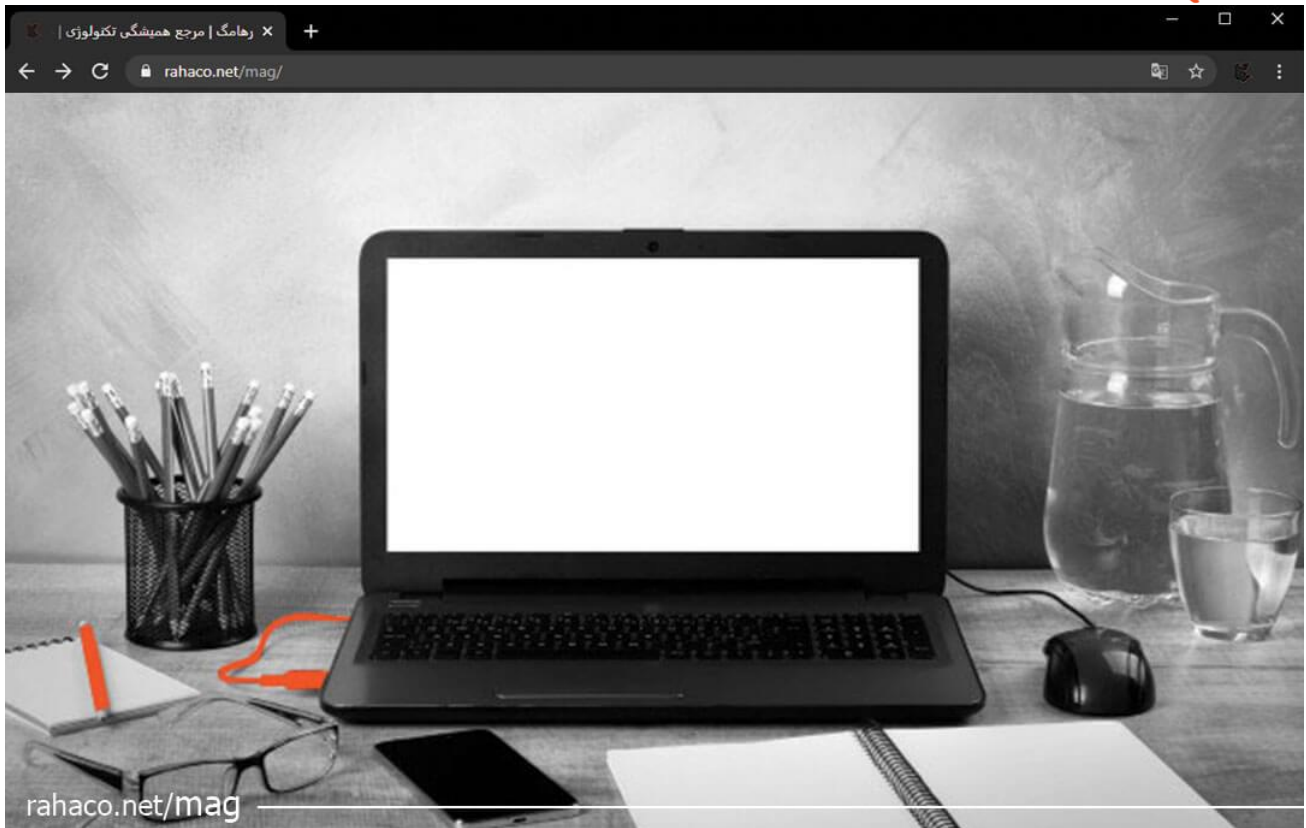 رهامگ | مرجع همیشگی تکنولوژی |
rahaco.net/mag/
rahaco.net/mag